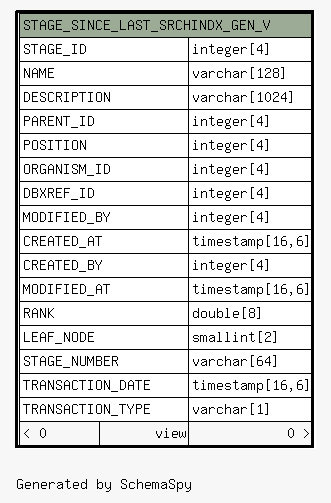 STAGE_SINCE_LAST_SRCHINDX_GEN_V
STAGE_ID integer[4]
NAME varchar[128]
DESCRIPTION varchar[1024]
PARENT_ID integer[4]
POSITION integer[4]
ORGANISM_ID integer[4]
DBXREF_ID integer[4]
MODIFIED_BY integer[4]
CREATED_AT timestamp[16,6]
CREATED_BY integer[4]
MODIFIED_AT timestamp[16,6]
RANK double[8]
LEAF_NODE smallint[2]
STAGE_NUMBER varchar[64]
TRANSACTION_DATE timestamp[16,6]
TRANSACTION_TYPE varchar[1]
< 0 view 0 >
Generated by SchemaSpy